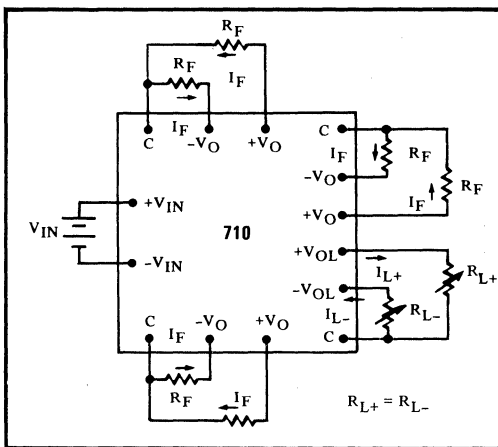 R_F
R_F
I_F
I_F
C
-V_O
+V_O
C
I_F
R_F
-V_O
I_F
R_F
+V_O
+V_IN
V_IN
710
-V_IN
+V_OL
I_L+
R_L+
-V_OL
I_L-
R_L-
C
C
I_F
-V_O
+V_O
R_F
I_F
R_F
R_L+ = R_L-